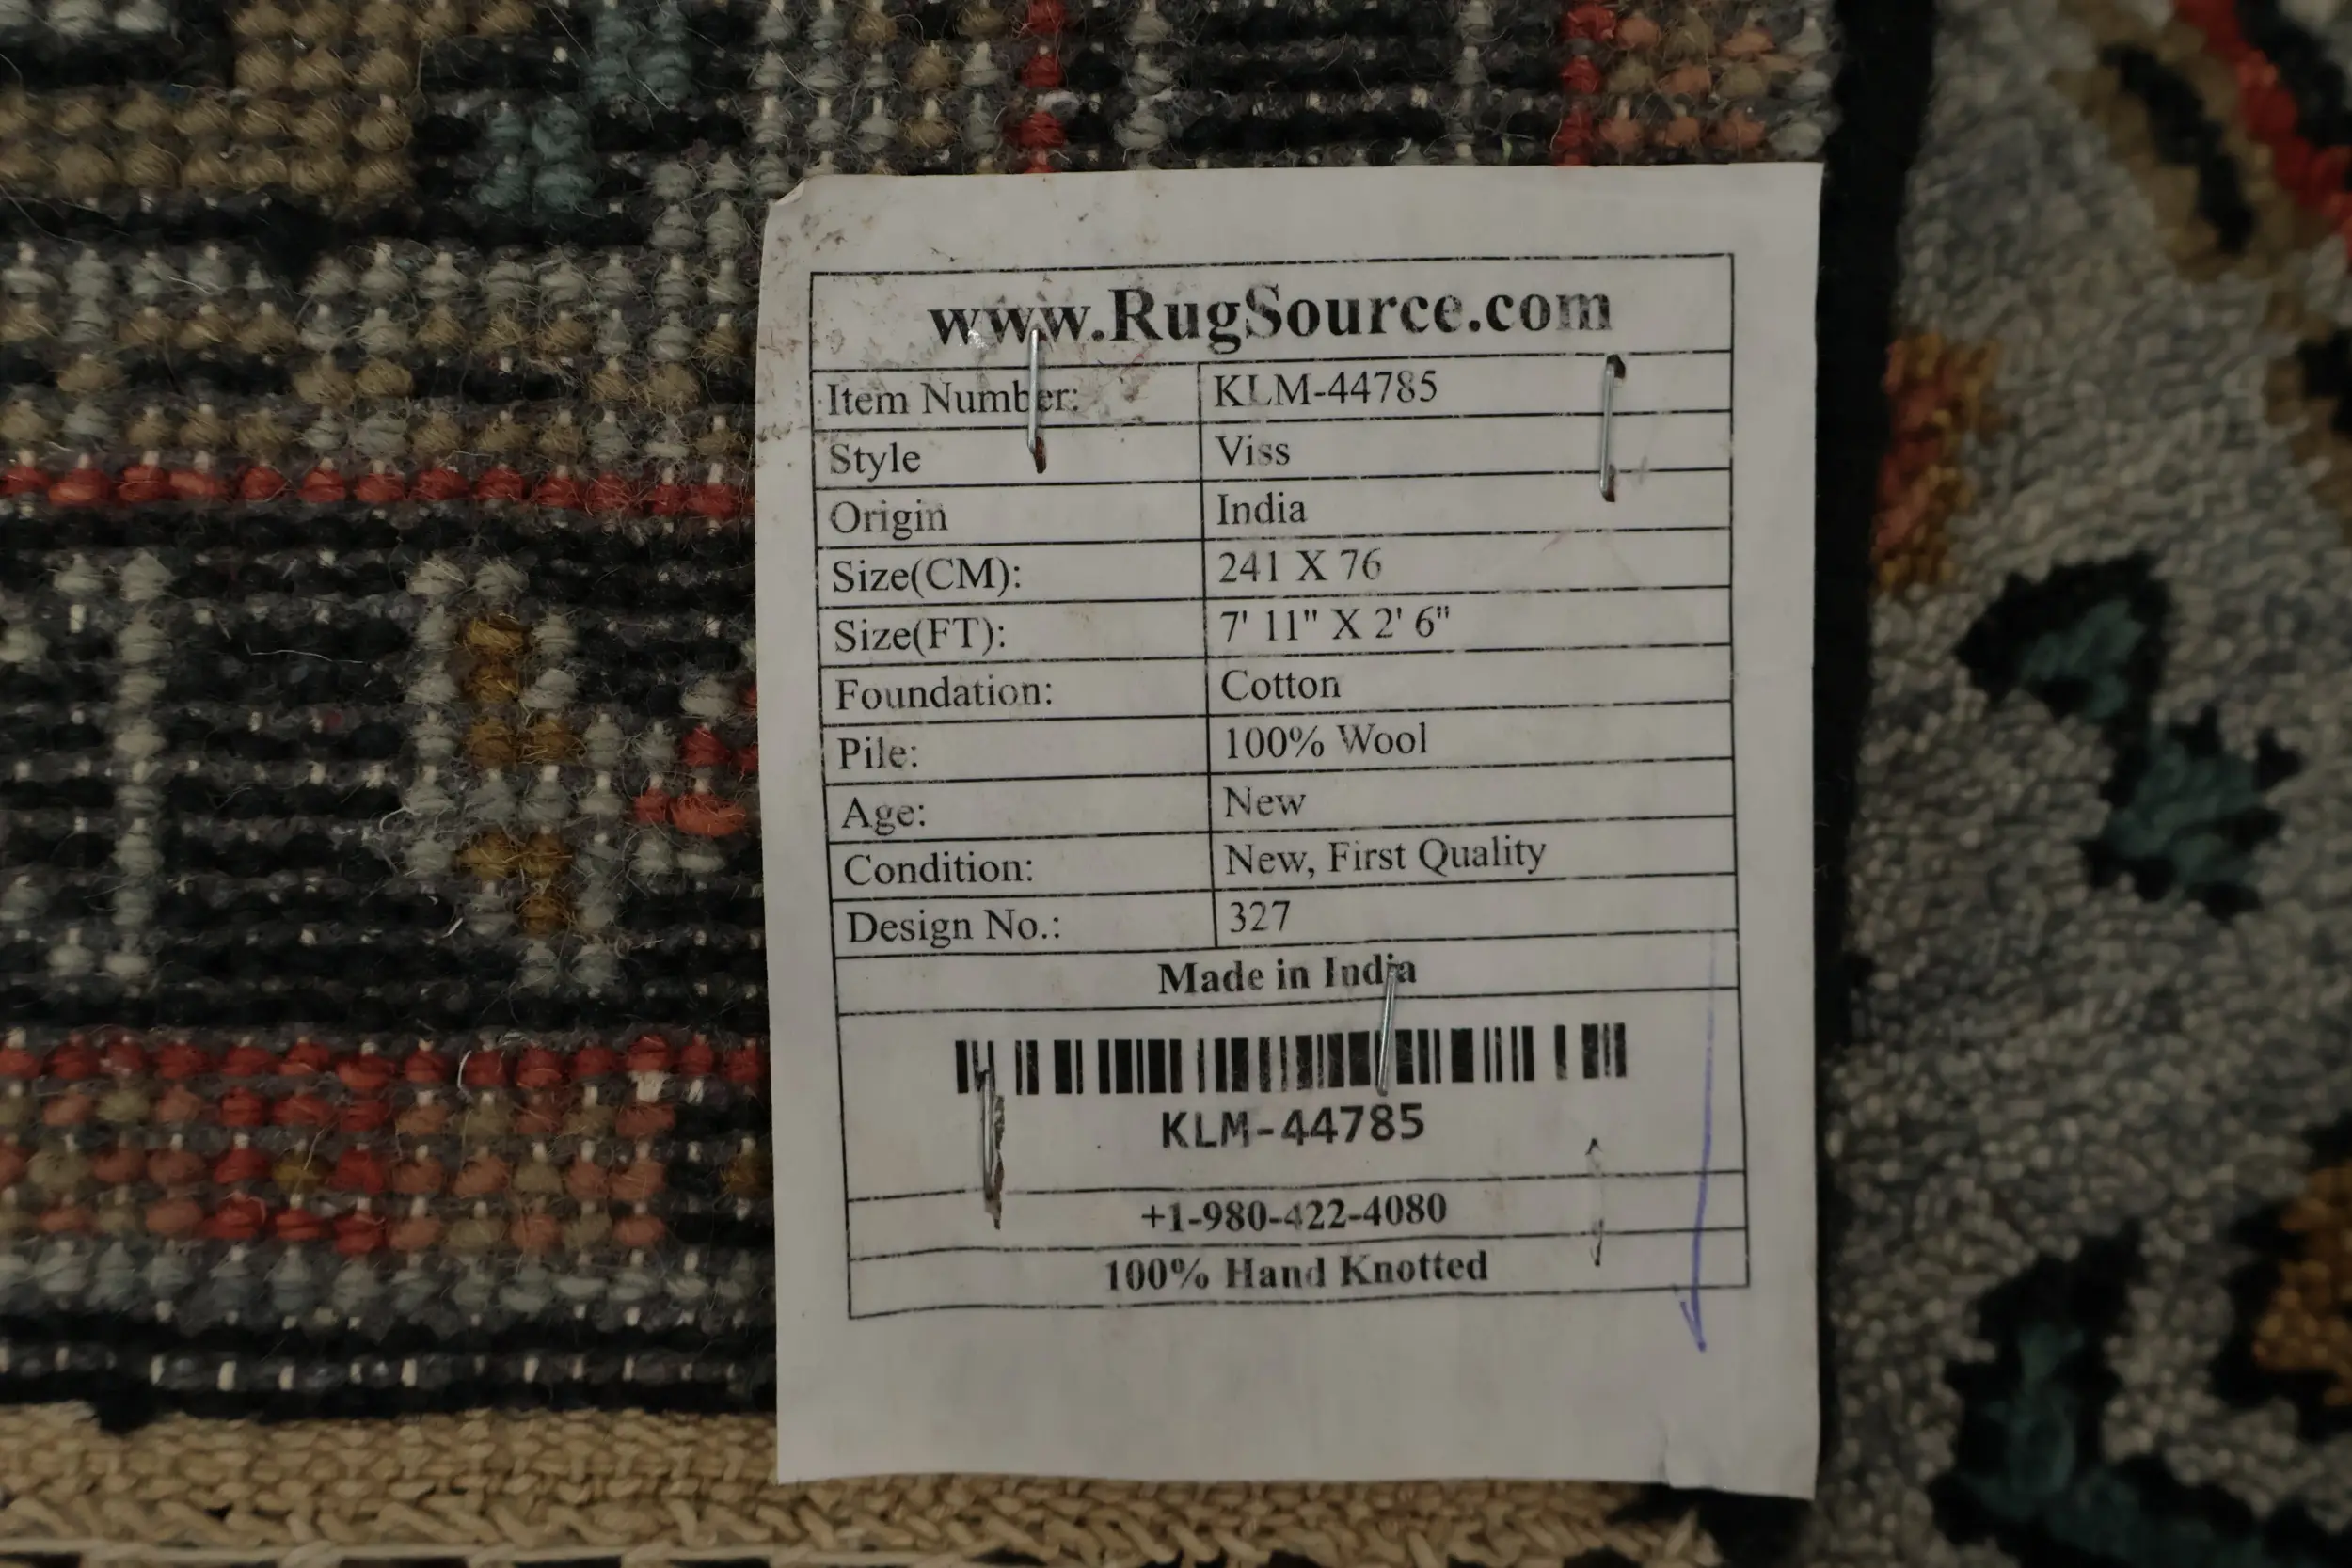 www.RugSource.com
Item Number: KLM-44785
Style Viss
Origin India
Size(CM): 241 X 76
Size(FT): 7' 11" X 2' 6"
Foundation: Cotton
Pile: 100% Wool
Age: New
Condition: New, First Quality
Design No.: 327
Made in India
KLM-44785
+1-980-422-4080
100% Hand Knotted